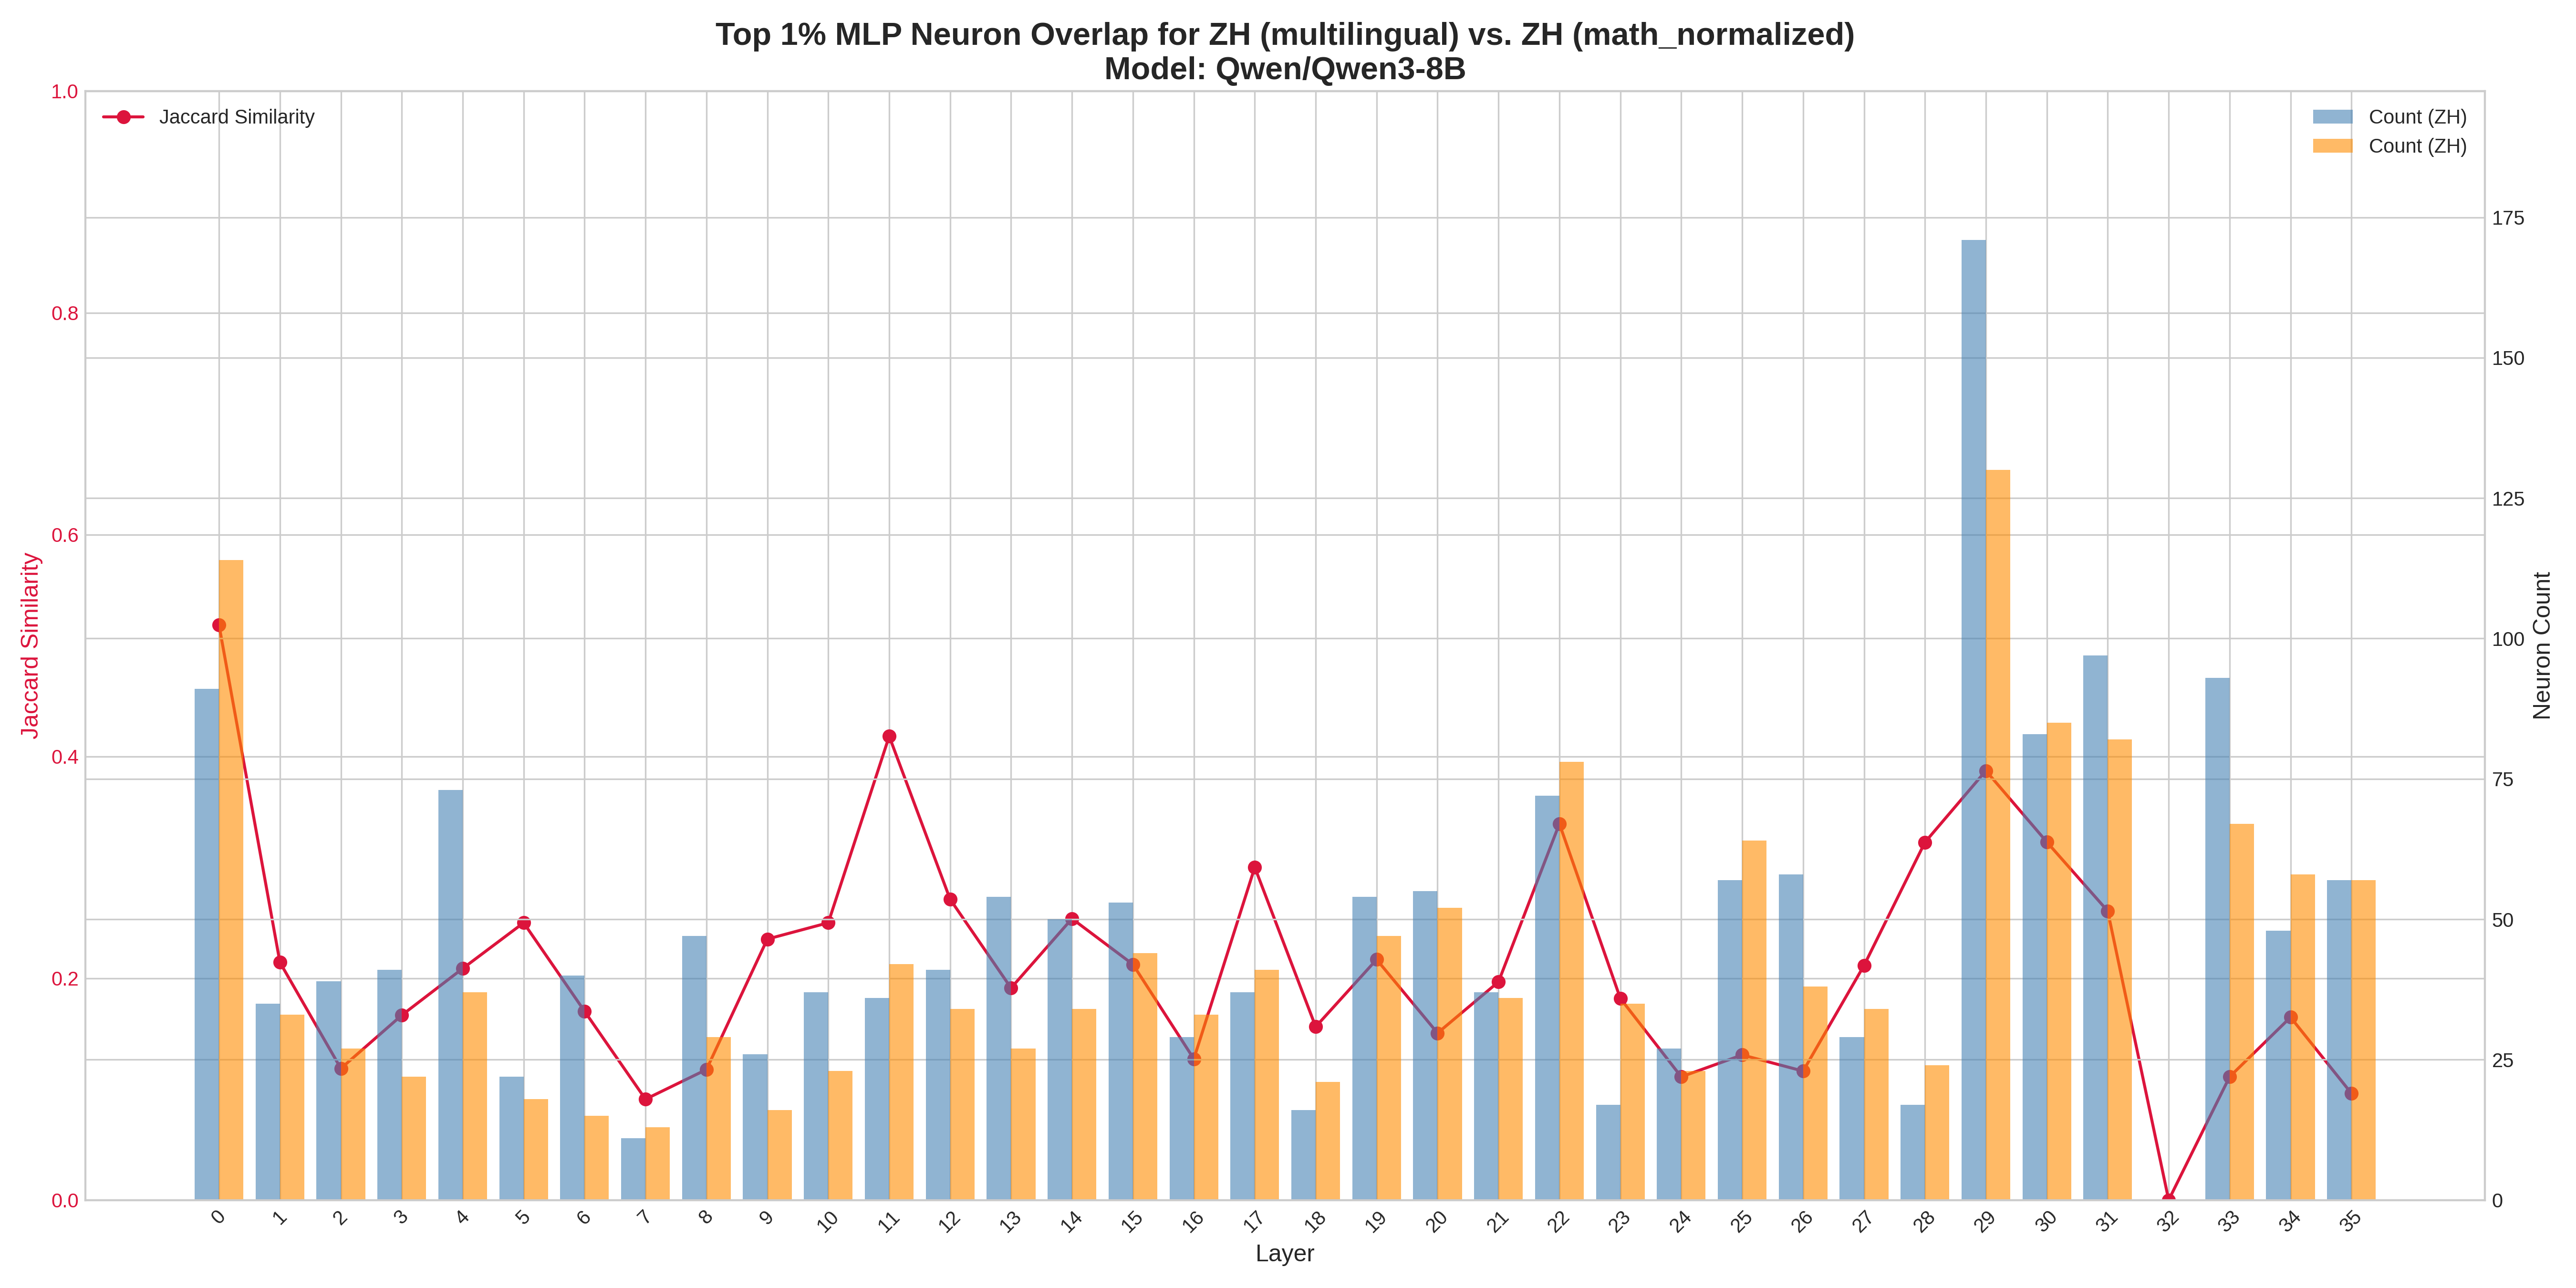 Top 1% MLP Neuron Overlap for ZH (multilingual) vs. ZH (math_normalized)
Model: Qwen/Qwen3-8B
Jaccard Similarity
Count (ZH)
Count (ZH)
Jaccard Similarity
1.0
0.8
0.6
0.4
0.2
0.0
175
150
125
100
75
50
25
0
Neuron Count
0 1 2 3 4 5 6 7 8 9 10 11 12 13 14 15 16 17 18 19 20 21 22 23 24 25 26 27 28 29 30 31 32 33 34 35
Layer